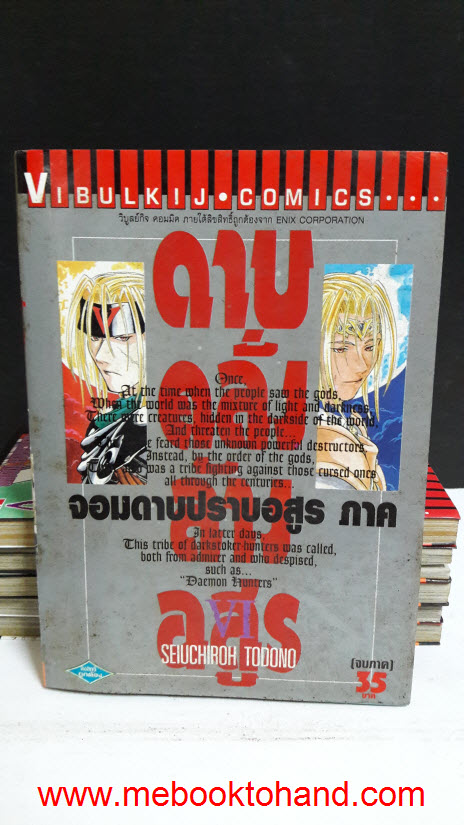 VIBULKIJ•COMICS•••
วิบูลย์กิจ คอมมิค ภายใต้ลิขสิทธิ์ถูกต้องจาก ENIX CORPORATION
ดาบ
คลั่ง
Once,
At the time when the people saw the gods,
When the world was the mixture of light and darkness,
There were creatures, hidden in the darkside of the world,
And threaten the people...
feard those unknown powerful destructors.
Instead, by the order of the gods,
was a tribe fighting against those cursed ones
all through the centuries...
จอมดาบปราบอสูร ภาค
In latter days,
This tribe of darkstoker-hunters was called,
both from admirer and who despised,
such as...
"Daemon Hunters"
อสูร
VI
SEIUCHIROH TODONO
(จบภาค)
35
บาท
www.mebooktohand.com